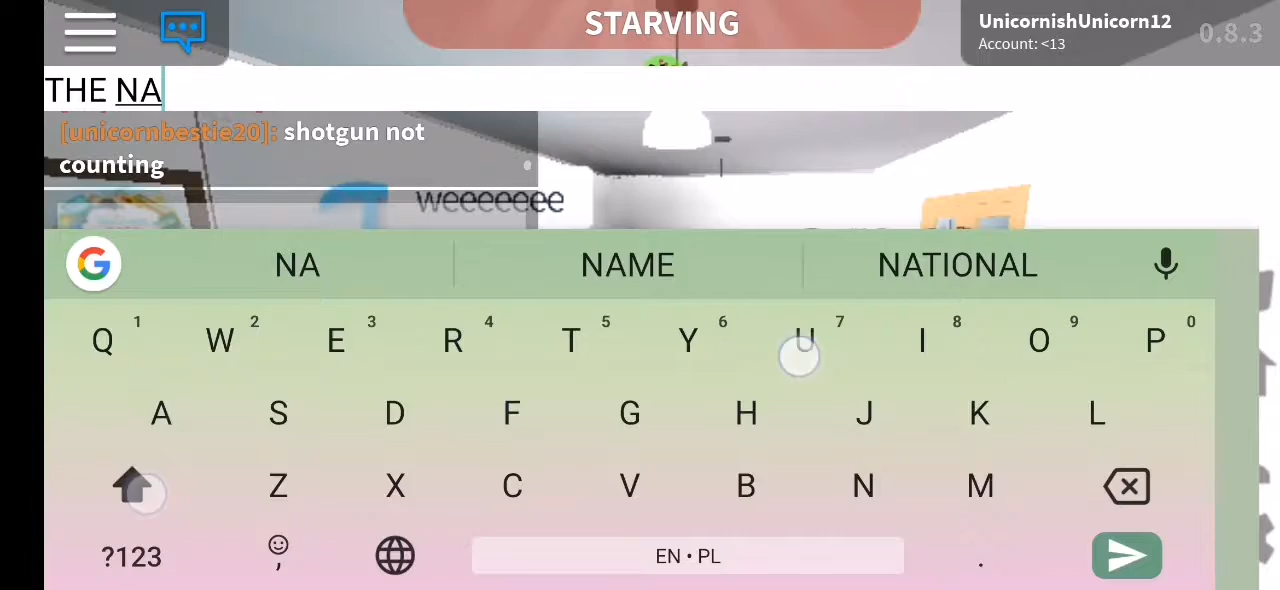 STARVING
UnicornishUnicorn12
Account: <13
0.8.3
THE NA
[unicornbestie20]: shotgun not
counting
weeeeeee
NA NAME NATIONAL
Q 1 W 2 E 3 R 4 T 5 Y 6 U 7 I 8 O 9 P 0
A S D F G H J K L
Z X C V B N M
?123 , EN • PL .